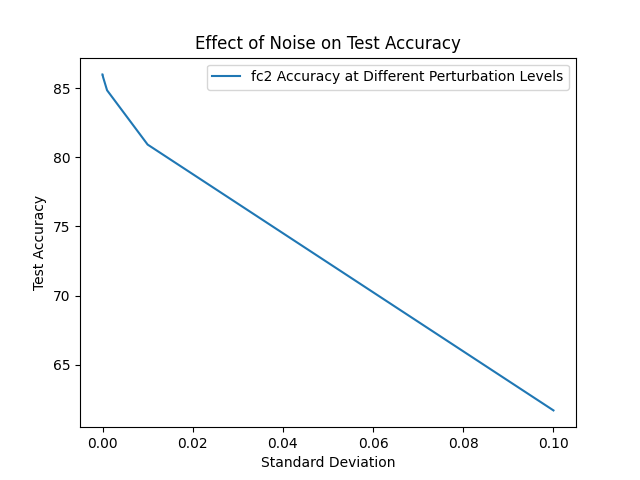 Effect of Noise on Test Accuracy
fc2 Accuracy at Different Perturbation Levels
Test Accuracy
85
80
75
70
65
0.00 0.02 0.04 0.06 0.08 0.10
Standard Deviation